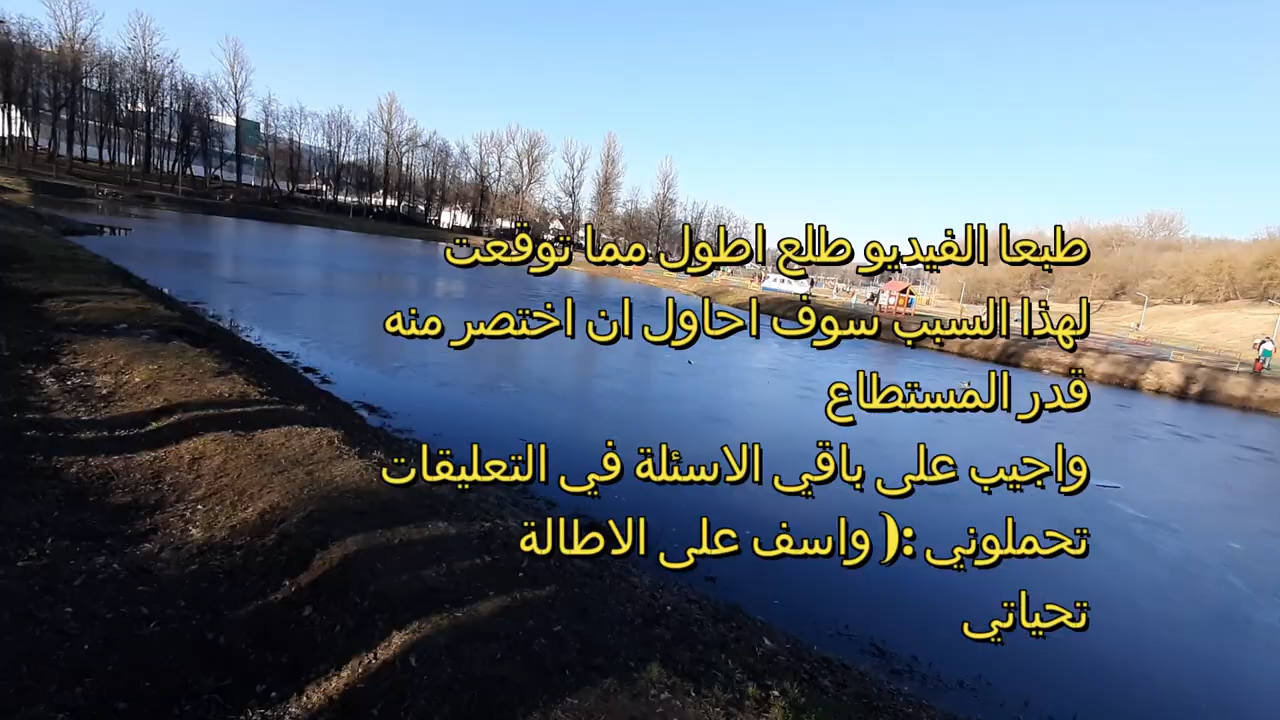 طبعا الفيديو طلع اطول مما توقعت
لهذا السبب سوف احاول ان اختصر منه
قدر المستطاع
واجيب على باقي الاسئلة في التعليقات
تحملوني :( واسف على الاطالة
تحياتي